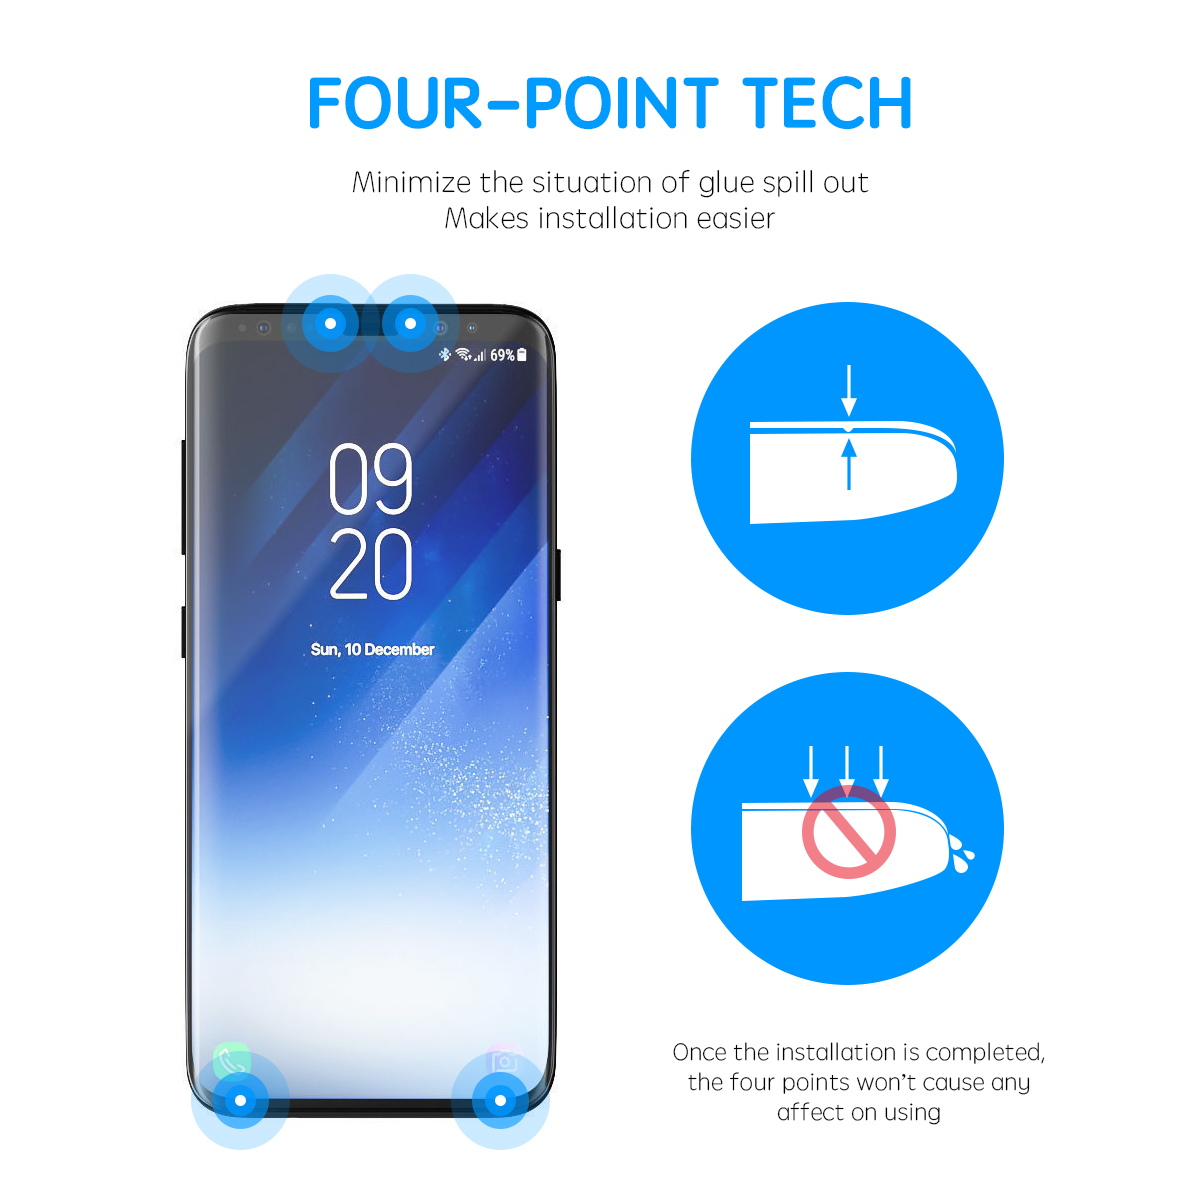 FOUR-POINT TECH
Minimize the situation of glue spill out
Makes installation easier
69%
09
20
Sun, 10 December
Once the installation is completed,
the four points won't cause any
affect on using